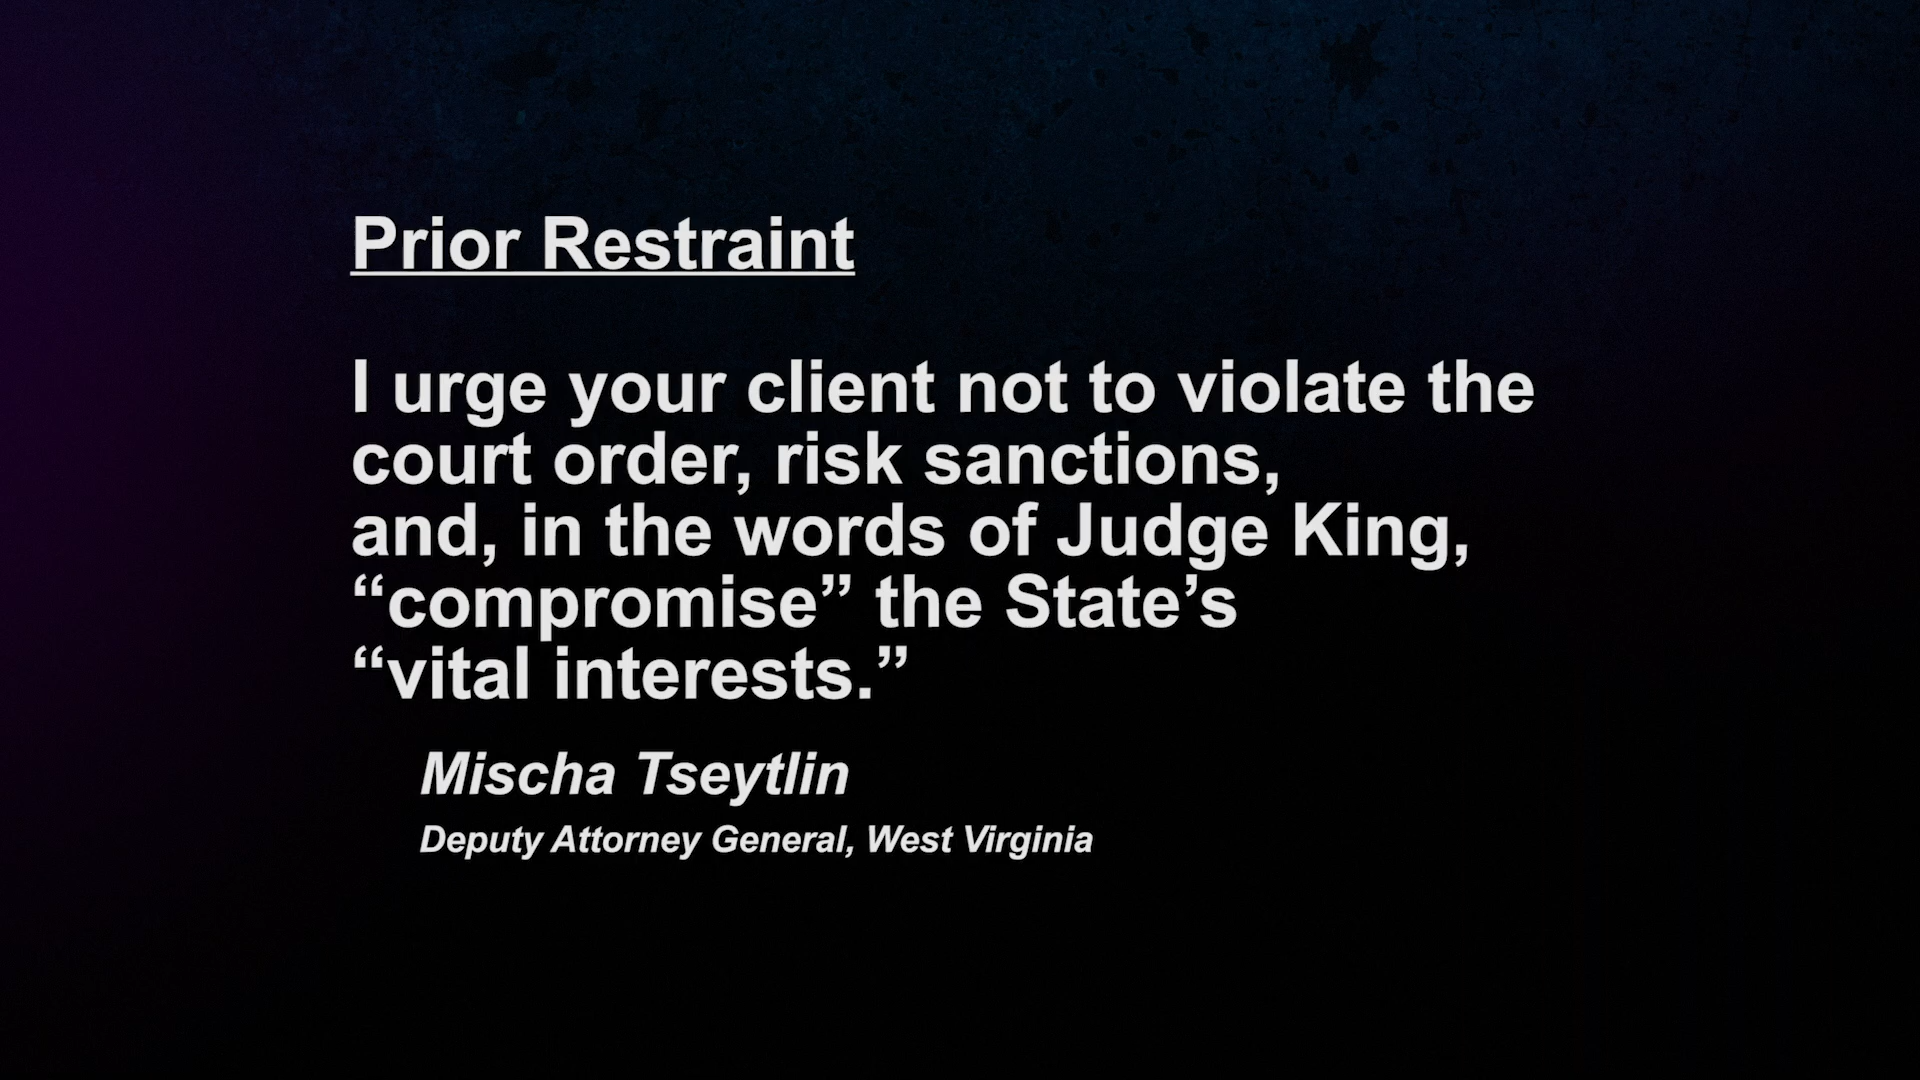 Prior Restraint
I urge your client not to violate the
court order, risk sanctions,
and, in the words of Judge King,
“compromise” the State’s
“vital interests.”
Mischa Tseytlin
Deputy Attorney General, West Virginia